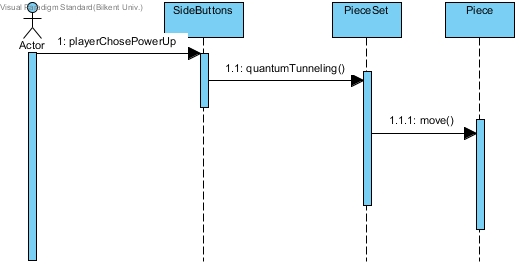 Visual Paradigm Standard(Bilkent Univ.)
SideButtons
PieceSet
Piece
Actor
1: playerChosePowerUp
1.1: quantumTunneling()
1.1.1: move()